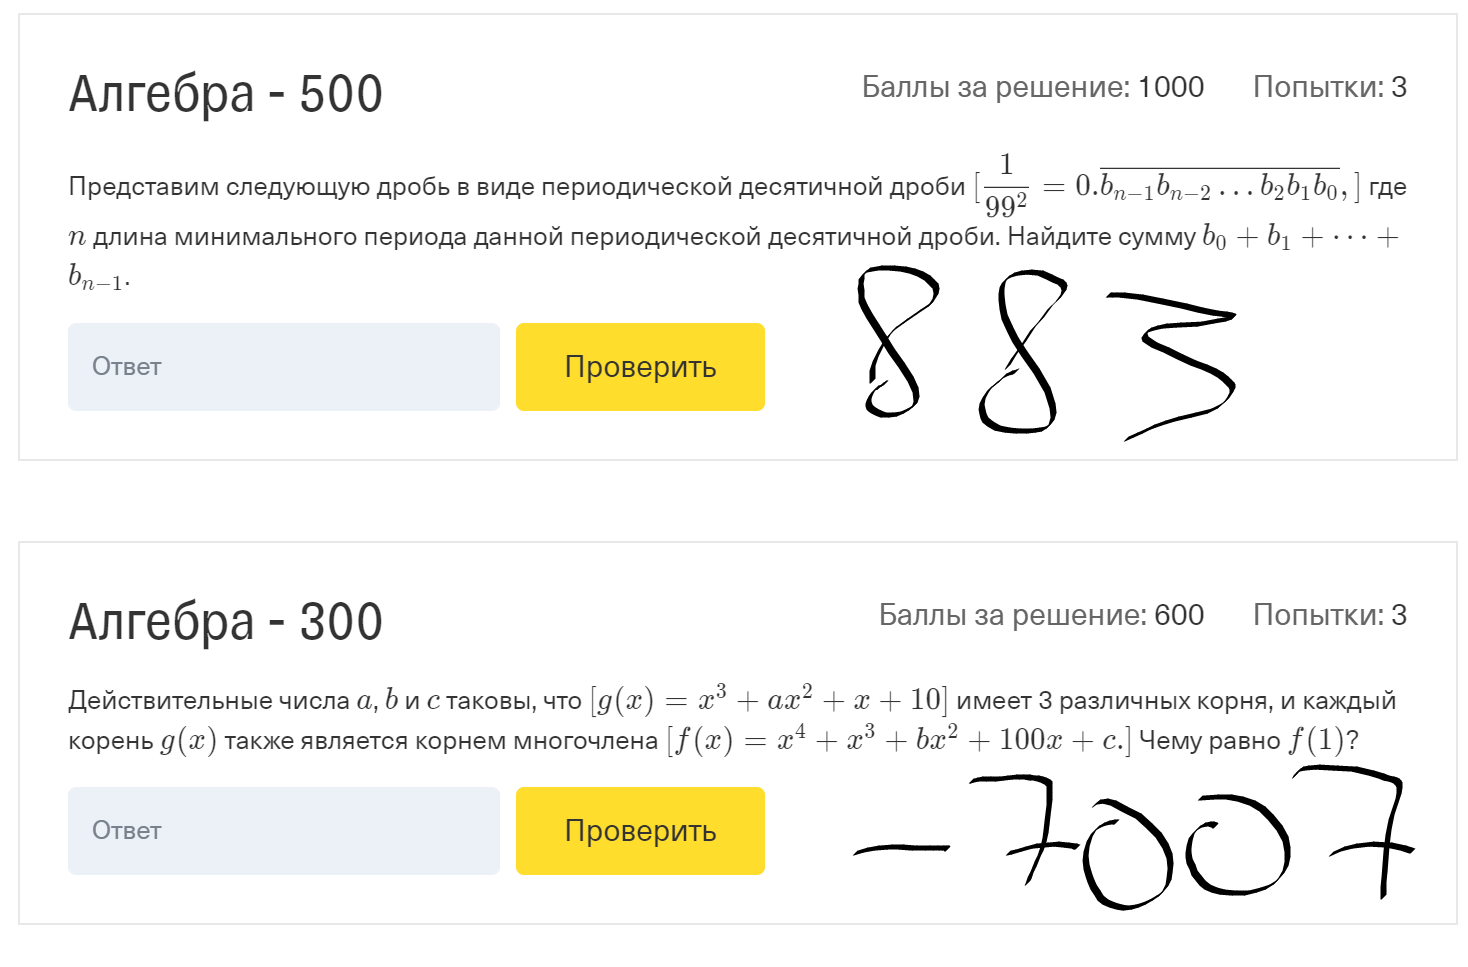 Алгебра - 500
Баллы за решение: 1000 Попытки: 3
Представим следующую дробь в виде периодической десятичной дроби [\frac{1}{99^2} = 0.\overline{b_{n-1}b_{n-2}\dots b_2b_1b_0},] где
n длина минимального периода данной периодической десятичной дроби. Найдите сумму b_0 + b_1 + ⋯ +
b_{n-1}.
883
Ответ
Проверить
Алгебра - 300
Баллы за решение: 600 Попытки: 3
Действительные числа a, b и c таковы, что [g(x) = x^3 + ax^2 + x + 10] имеет 3 различных корня, и каждый
корень g(x) также является корнем многочлена [f(x) = x^4 + x^3 + bx^2 + 100x + c.] Чему равно f(1)?
Ответ
Проверить
-7007